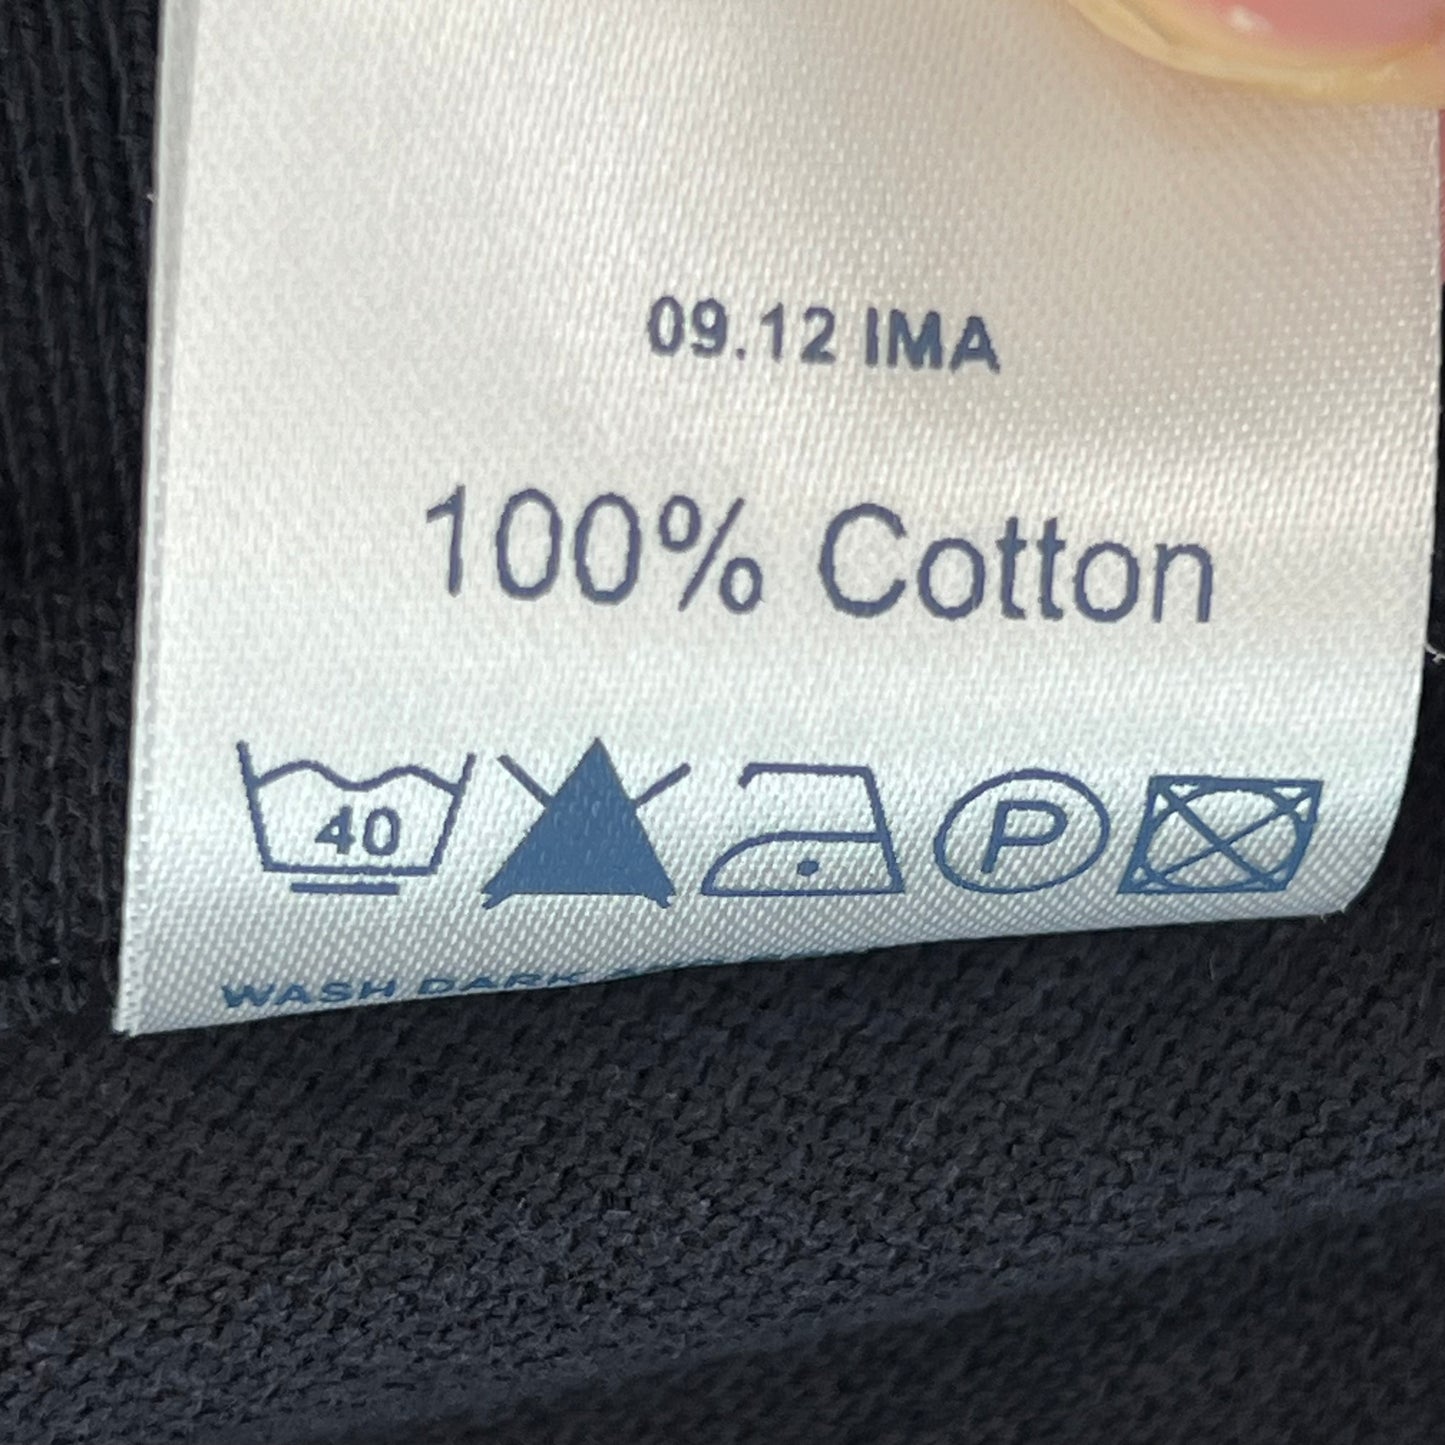 09.12 IMA
100% Cotton
40 P
WASH DARK